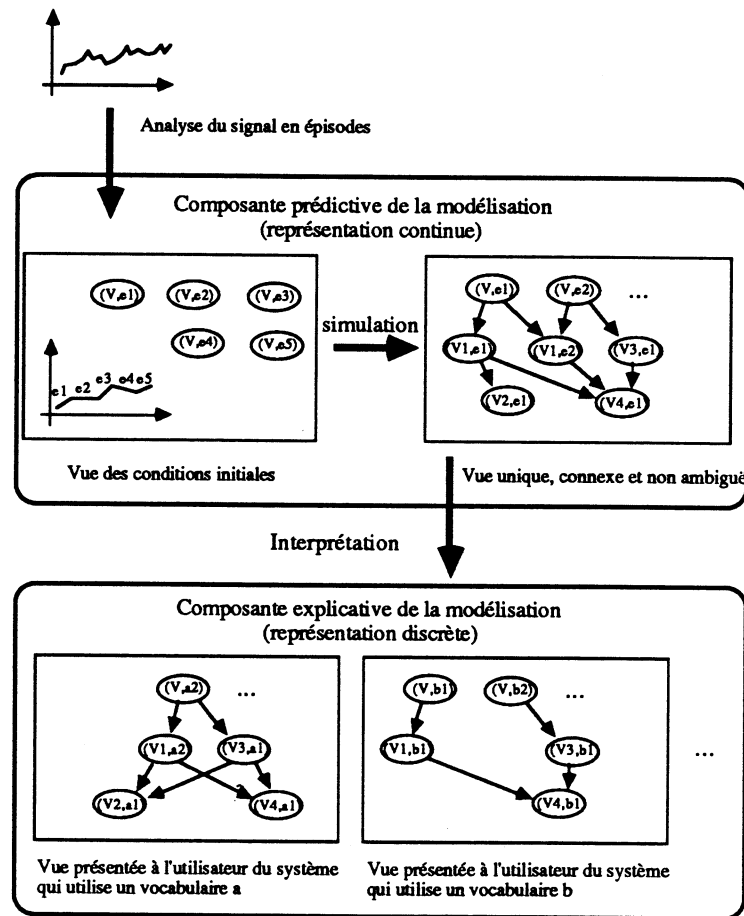 Analyse du signal en épisodes
Composante prédictive de la modélisation
(représentation continue)
(V,e1) (V,e2) (V,e3)
(V,e4) (V,e5)
e1 e2 e3 e4 e5
simulation
(V,e1) (V,e2) ...
(V1,e1) (V1,e2) (V3,e1)
(V2,e1) (V4,e1)
Vue des conditions initiales
Vue unique, connexe et non ambiguë
Interprétation
Composante explicative de la modélisation
(représentation discrète)
(V,a2) ...
(V1,a2) (V3,a1)
(V2,a1) (V4,a1)
(V,b1) (V,b2) ...
(V1,b1) (V3,b1)
(V4,b1)
...
Vue présentée à l'utilisateur du système
qui utilise un vocabulaire a
Vue présentée à l'utilisateur du système
qui utilise un vocabulaire b